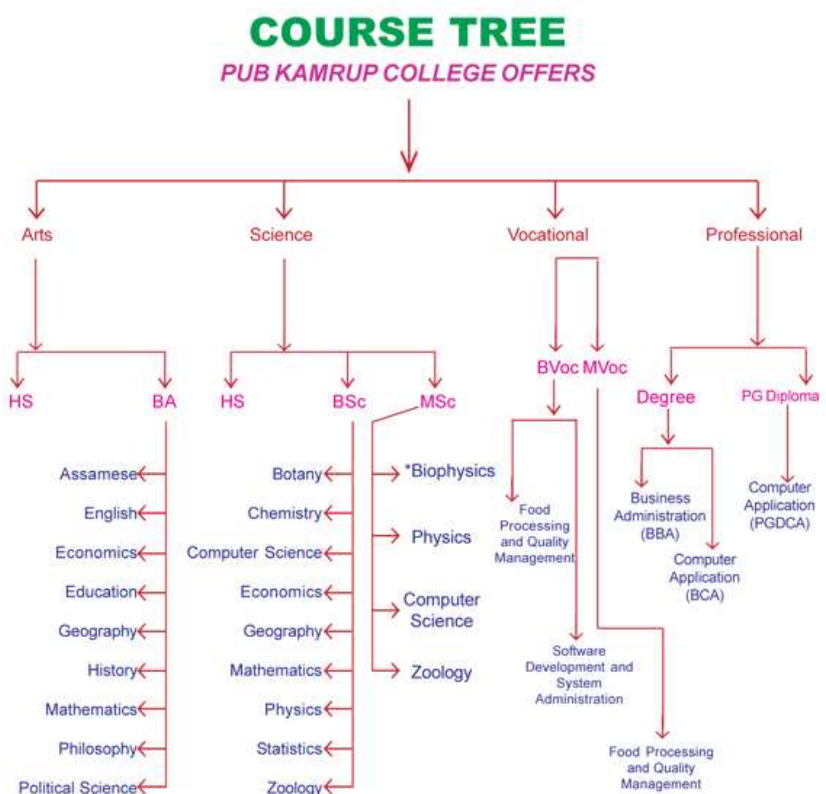 COURSE TREE
PUB KAMRUP COLLEGE OFFERS
Arts
Science
Vocational
Professional
HS
BA
HS
BSc
MSc
BVoc
MVoc
Degree
PG Diploma
Assamese
English
Economics
Education
Geography
History
Mathematics
Philosophy
Political Science
Botany
Chemistry
Computer Science
Economics
Geography
Mathematics
Physics
Statistics
Zoology
*Biophysics
Physics
Computer
Science
Zoology
Food
Processing
and Quality
Management
Software
Development and
System
Administration
Food Processing
and Quality
Management
Business
Administration
(BBA)
Computer
Application
(BCA)
Computer
Application
(PGDCA)